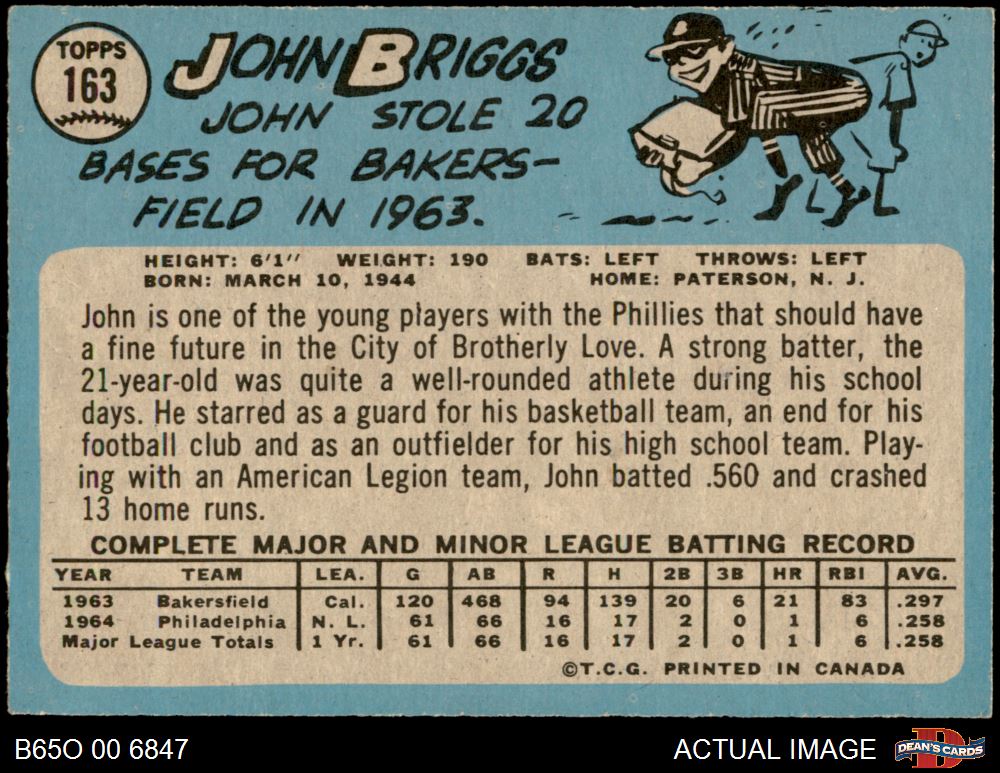 TOPPS
163
JOHN BRIGGS
JOHN STOLE 20
BASES FOR BAKERS-
FIELD IN 1963.
HEIGHT: 6'1" WEIGHT: 190 BATS: LEFT THROWS: LEFT
BORN: MARCH 10, 1944 HOME: PATERSON, N. J.
John is one of the young players with the Phillies that should have
a fine future in the City of Brotherly Love. A strong batter, the
21-year-old was quite a well-rounded athlete during his school
days. He starred as a guard for his basketball team, an end for his
football club and as an outfielder for his high school team. Play-
ing with an American Legion team, John batted .560 and crashed
13 home runs.
COMPLETE MAJOR AND MINOR LEAGUE BATTING RECORD
YEAR TEAM LEA. G AB R H 2B 3B HR RBI AVG.
1963 Bakersfield Cal. 120 468 94 139 20 6 21 83 .297
1964 Philadelphia N. L. 61 66 16 17 2 0 1 6 .258
Major League Totals 1 Yr. 61 66 16 17 2 0 1 6 .258
©T.C.G. PRINTED IN CANADA
B65O 00 6847
ACTUAL IMAGE
DEAN'S CARDS